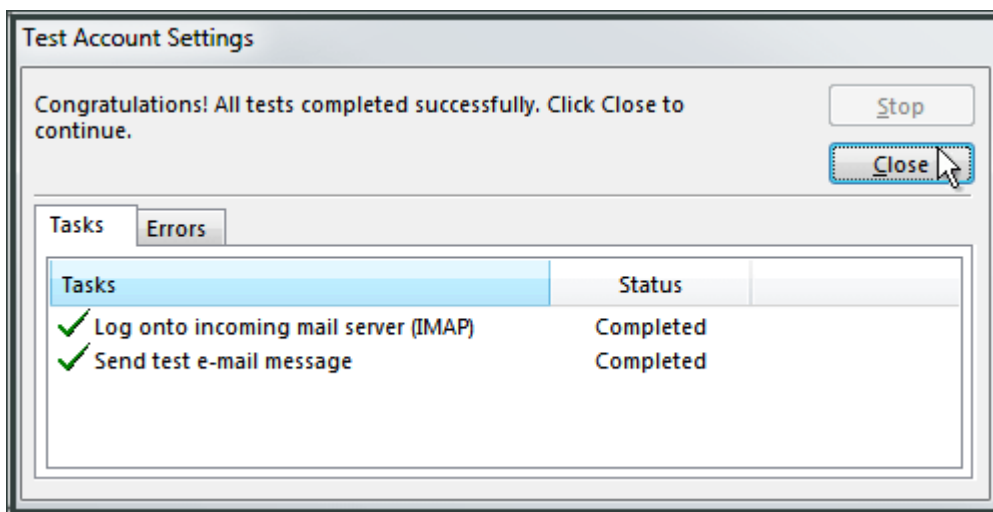 Test Account Settings
Congratulations! All tests completed successfully. Click Close to
continue.
Stop
Close
Tasks Errors
Tasks Status
Log onto incoming mail server (IMAP) Completed
Send test e-mail message Completed